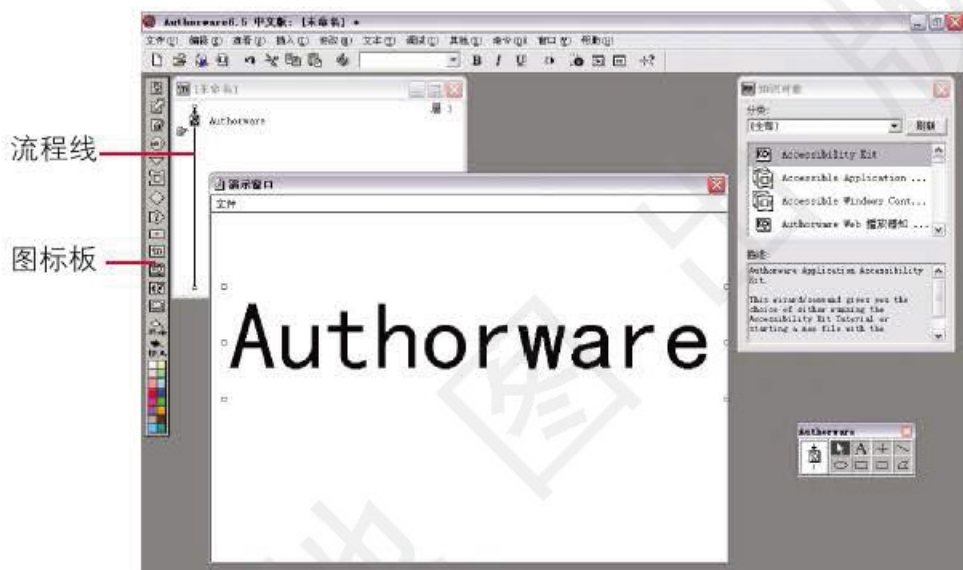 Authorware6.5 中文版: [未命名] *
文件(F) 编辑(E) 查看(V) 插入(I) 修改(M) 文本(T) 调试(C) 其他(X) 命令(O) 窗口(W) 帮助(H)
B I U
[未命名]
层 1
Authorware
流程线
图标板
演示窗口
文件
Authorware
知识对象
分类:
(全部)
刷新
Accessibility Kit
Accessible Application ...
Accessible Windows Cont...
Authorware Web 播放感知 ...
描述:
Authorware Application Accessibility
Kit.
This wizard/command gives you the
choice of either running the
Accessibility Kit Tutorial or
starting a new file with the
Authorware
A